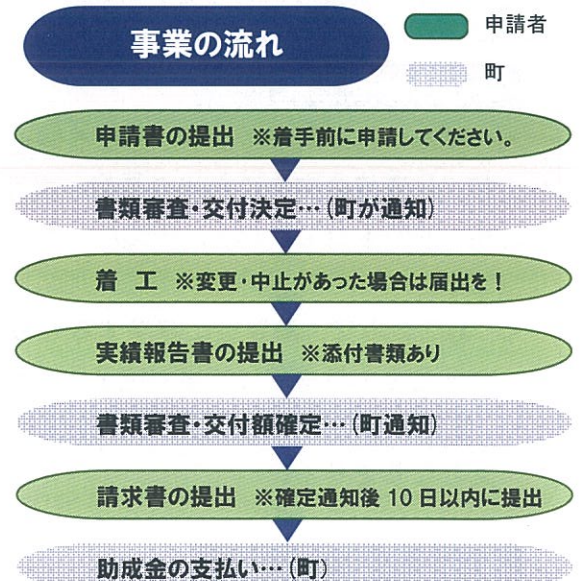 事業の流れ
申請者
町
申請書の提出 ※着手前に申請してください。
書類審査・交付決定…(町が通知)
着 工 ※変更・中止があった場合は届出を！
実績報告書の提出 ※添付書類あり
書類審査・交付額確定…(町通知)
請求書の提出 ※確定通知後 10 日以内に提出
助成金の支払い…(町)